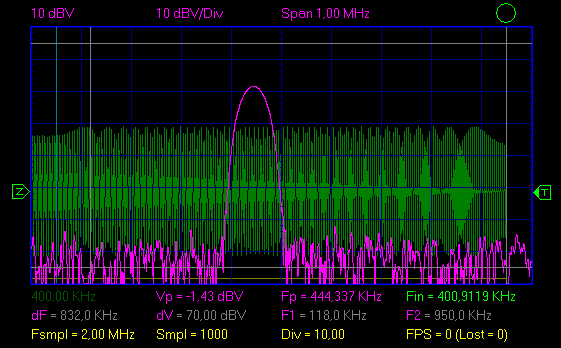 10 dBV 10 dBV/Div Span 1,00 MHz
Z T
400,00 KHz Vp = -1,43 dBV Fp = 444,337 KHz Fin = 400,9119 KHz
dF = 832,0 KHz dV = 70,00 dBV F1 = 118,0 KHz F2 = 950,0 KHz
Fsmpl = 2,00 MHz Smpl = 1000 Div = 10,00 FPS = 0 (Lost = 0)